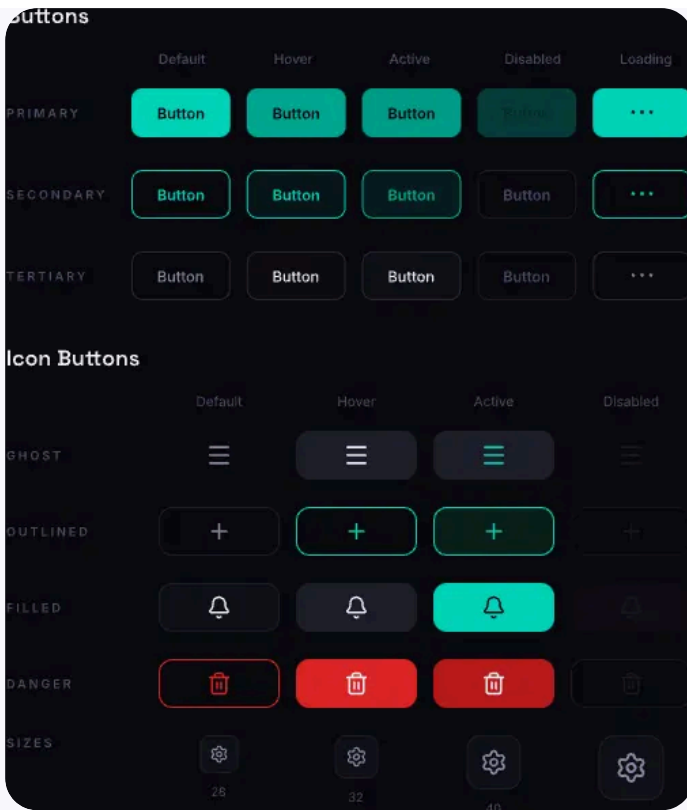 Buttons
Default Hover Active Disabled Loading
PRIMARY Button Button Button Button ...
SECONDARY Button Button Button Button ...
TERTIARY Button Button Button Button ...
Icon Buttons
Default Hover Active Disabled
GHOST
OUTLINED
FILLED
DANGER
SIZES
28 32 40